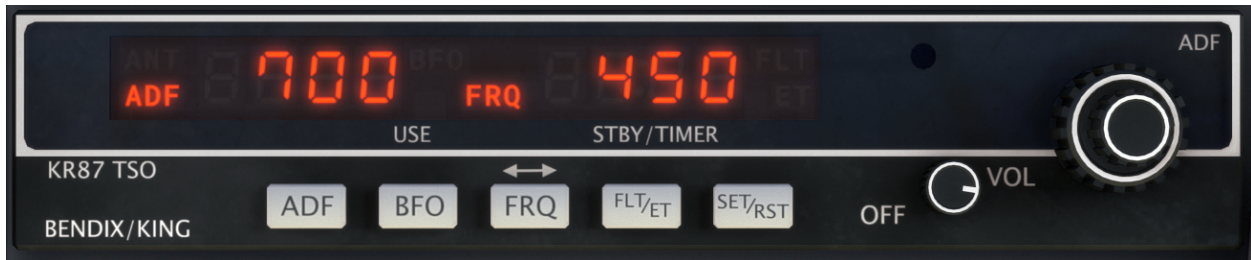 ADF
ANT BFO FLT
ADF 700 FRQ 450 ET
USE STBY/TIMER
KR87 TSO
VOL
ADF BFO FRQ FLT/ET SET/RST
OFF
BENDIX/KING